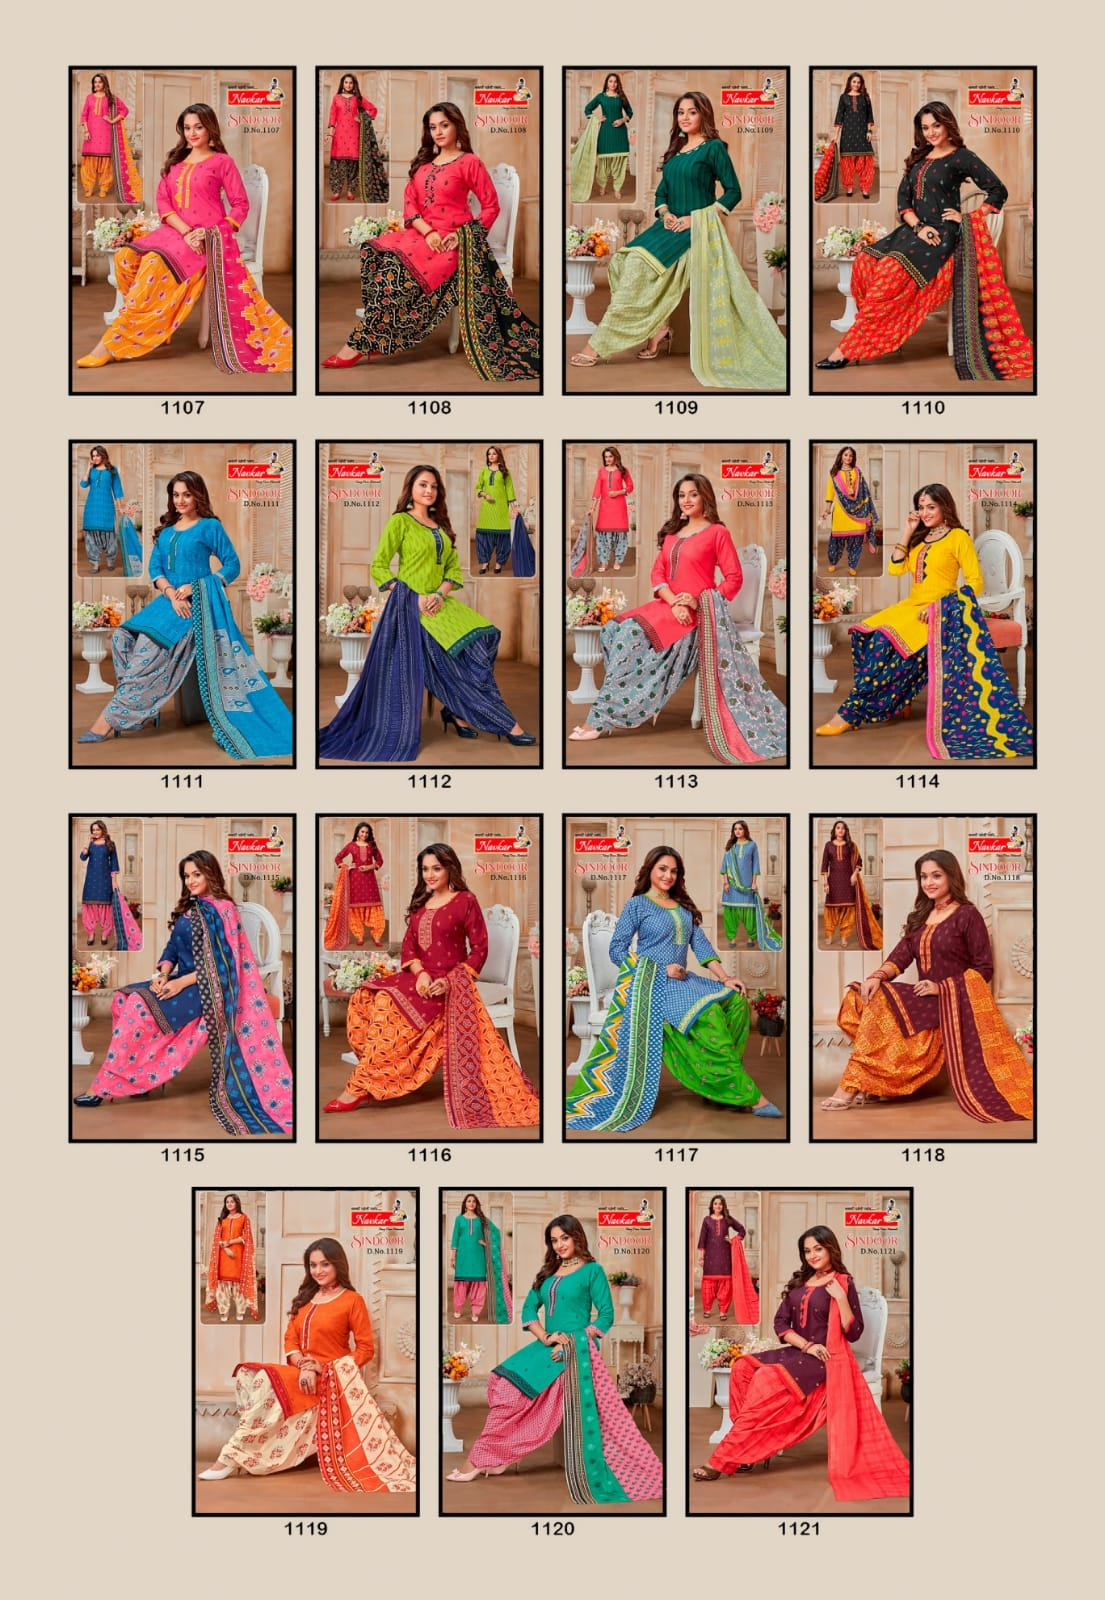 Navkar
SINDOOR
D.No.1107
Navkar
SINDOOR
D.No.1108
Navkar
SINDOOR
D.No.1109
Navkar
SINDOOR
D.No.1110
1107
1108
1109
1110
Navkar
SINDOOR
D.No.1111
Navkar
SINDOOR
D.No.1112
Navkar
SINDOOR
D.No.1113
Navkar
SINDOOR
D.No.1114
1111
1112
1113
1114
Navkar
SINDOOR
D.No.1115
Navkar
SINDOOR
D.No.1116
Navkar
SINDOOR
D.No.1117
Navkar
SINDOOR
D.No.1118
1115
1116
1117
1118
Navkar
SINDOOR
D.No.1119
Navkar
SINDOOR
D.No.1120
Navkar
SINDOOR
D.No.1121
1119
1120
1121